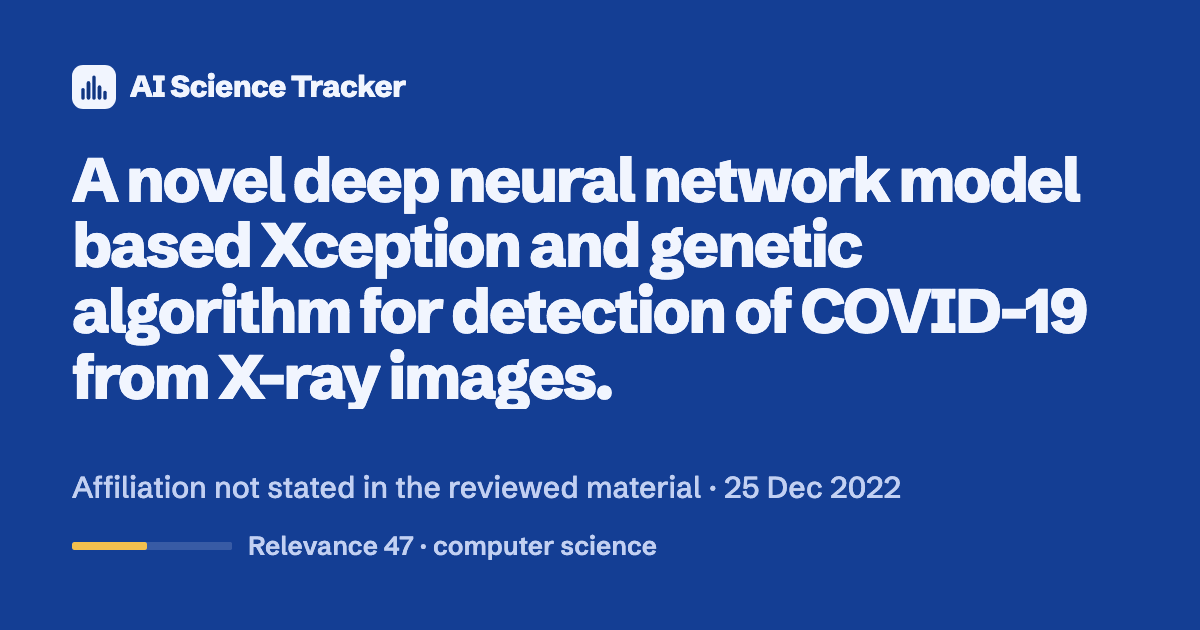 AI Science Tracker
A novel deep neural network model
based Xception and genetic
algorithm for detection of COVID-19
from X-ray images.
Affiliation not stated in the reviewed material · 25 Dec 2022
Relevance 47 · computer science